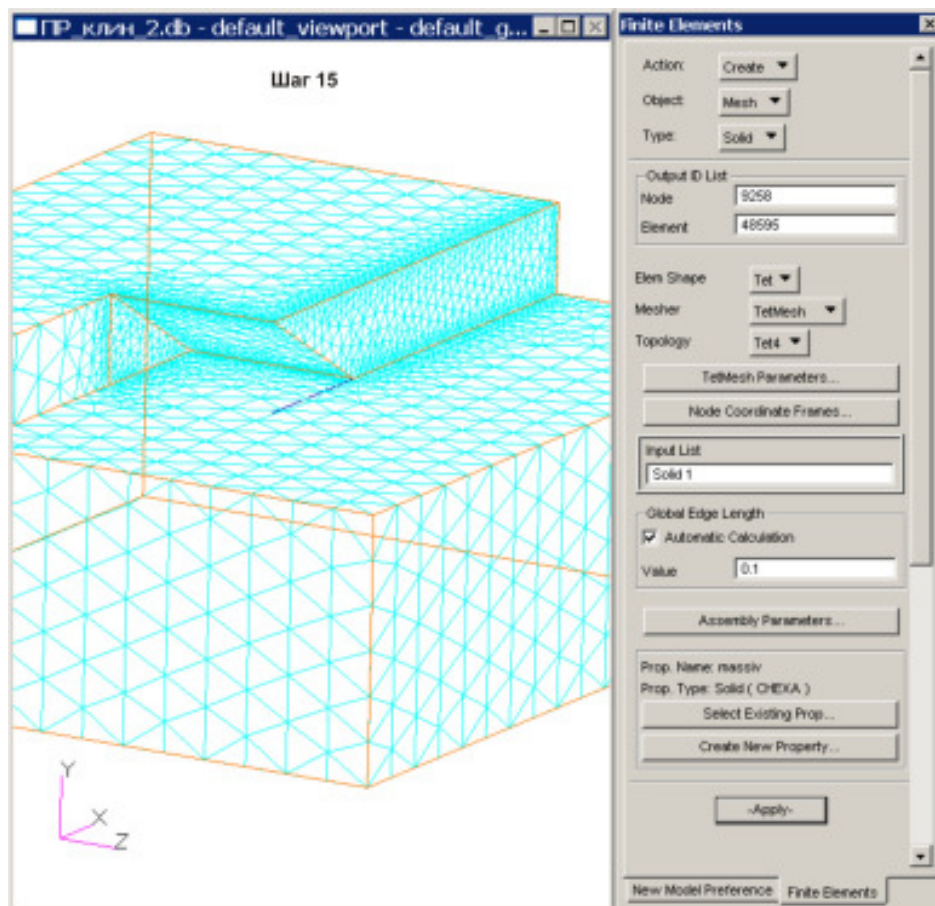 ПР_клин_2.db - default_viewport - default_g...
Шаг 15
Y
X
Z
Finite Elements
Action: Create
Object: Mesh
Type: Solid
Output ID List
Node 9258
Element 48595
Elem Shape Tet
Mesher TetMesh
Topology Tet4
TetMesh Parameters...
Node Coordinate Frames...
Input List
Solid 1
Global Edge Length
Automatic Calculation
Value 0.1
Assembly Parameters...
Prop. Name: massiv
Prop. Type: Solid ( CHEXA )
Select Existing Prop...
Create New Property...
-Apply-
New Model Preference Finite Elements